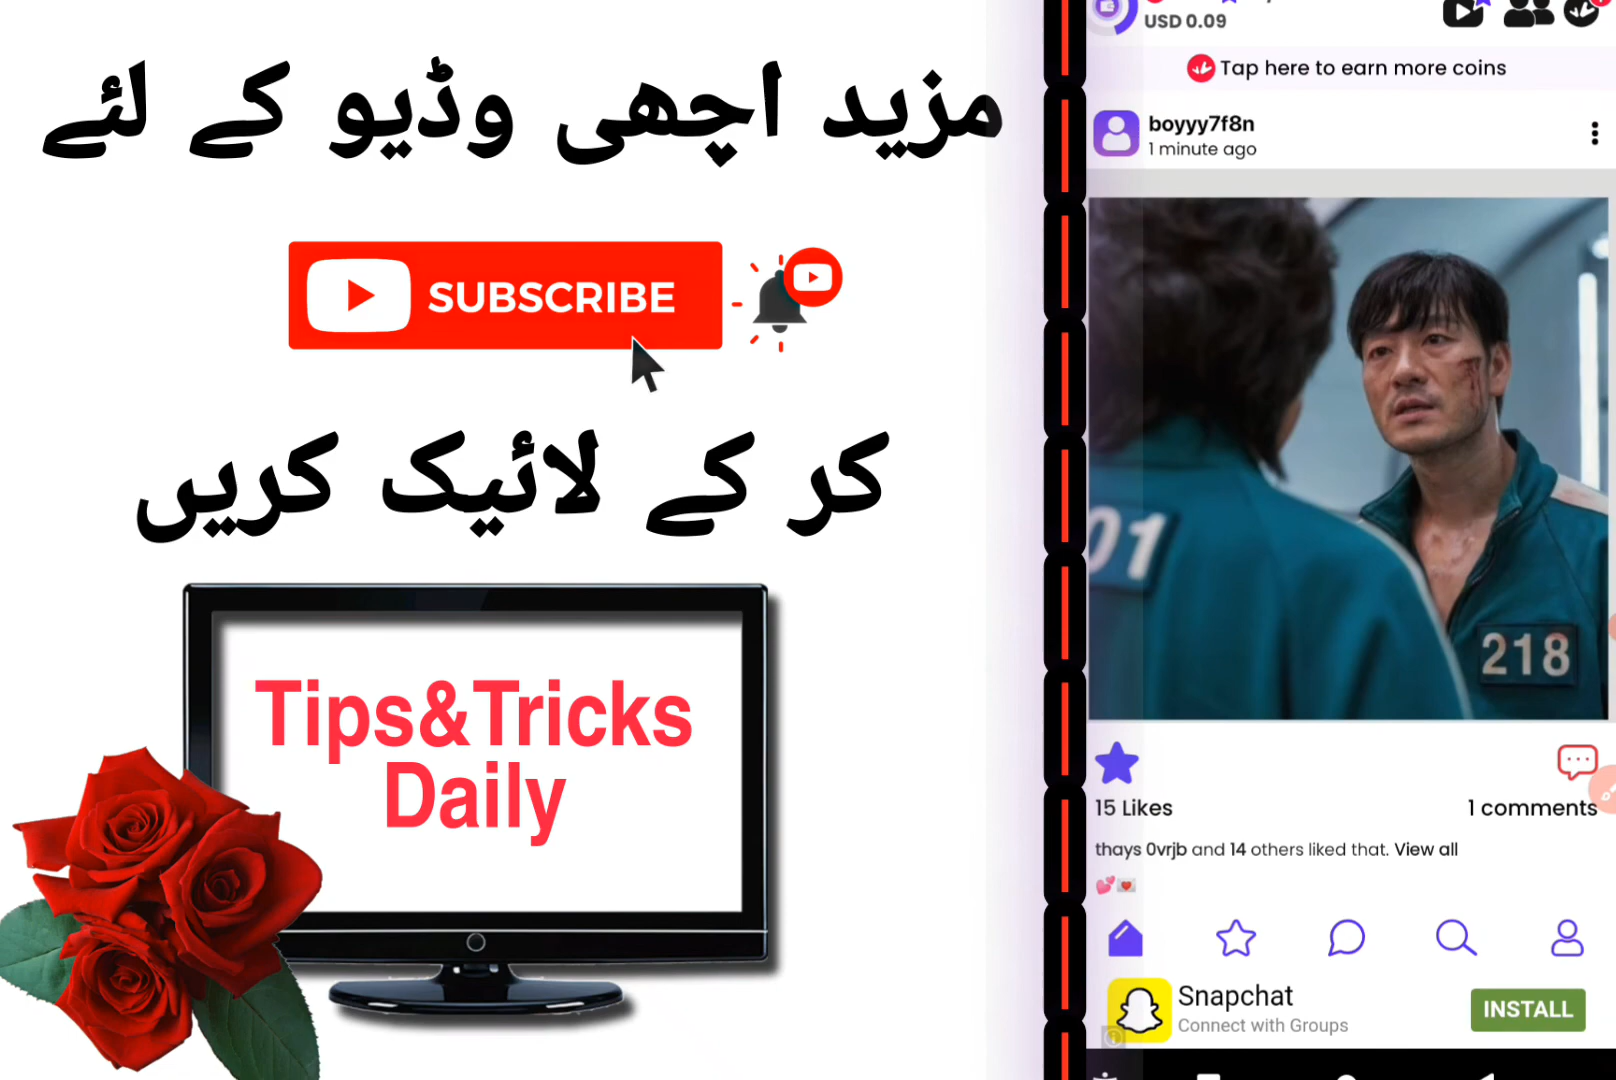 مزید اچھی وڈیو کے لئے
SUBSCRIBE
کر کے لائیک کریں
Tips&Tricks
Daily
USD 0.09
Tap here to earn more coins
boyyy7f8n
1 minute ago
01
218
15 Likes
1 comments
thays 0vrjb and 14 others liked that. View all
Snapchat
Connect with Groups
INSTALL